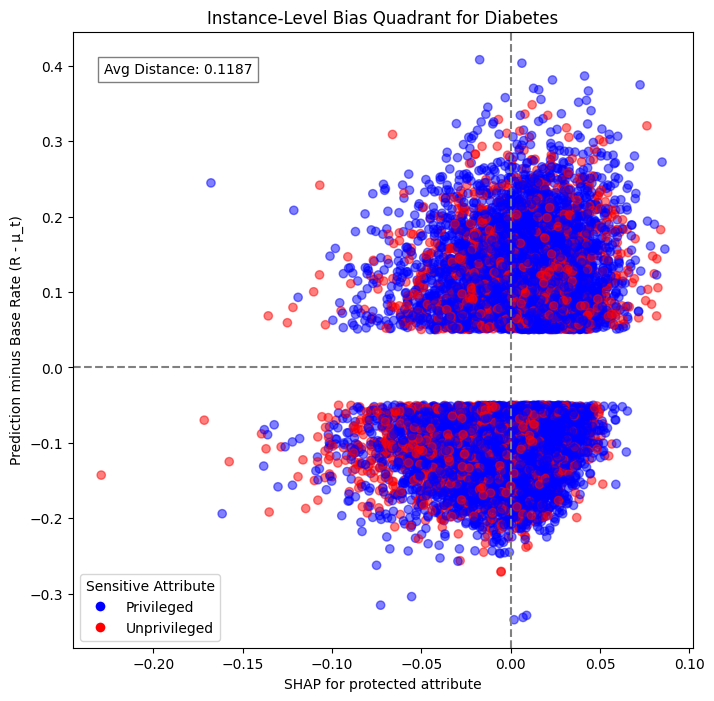 Instance-Level Bias Quadrant for Diabetes
Avg Distance: 0.1187
Prediction minus Base Rate (R - μ_t)
0.4
0.3
0.2
0.1
0.0
−0.1
−0.2
−0.3
Sensitive Attribute
Privileged
Unprivileged
−0.20
−0.15
−0.10
−0.05
0.00
0.05
0.10
SHAP for protected attribute